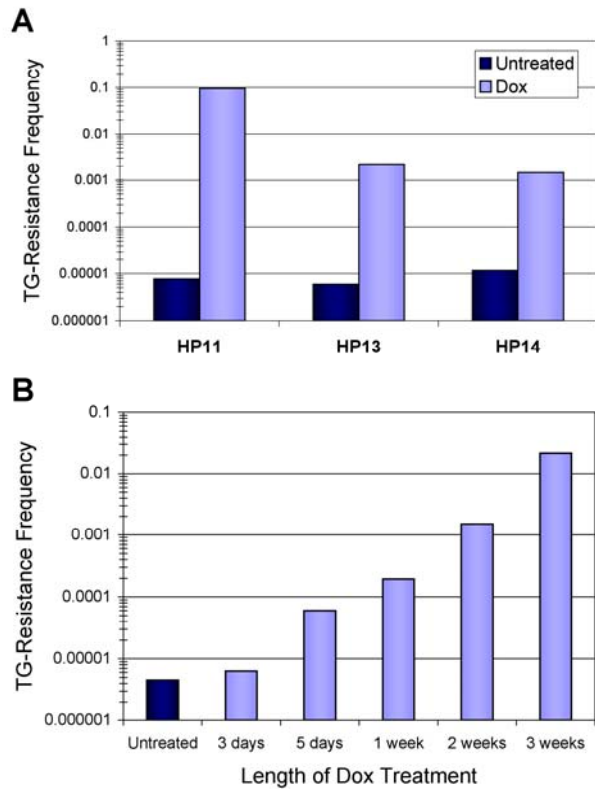 A
TG-Resistance Frequency
1
0.1
0.01
0.001
0.0001
0.00001
0.000001
Untreated
Dox
HP11 HP13 HP14
B
TG-Resistance Frequency
0.1
0.01
0.001
0.0001
0.00001
0.000001
Untreated 3 days 5 days 1 week 2 weeks 3 weeks
Length of Dox Treatment